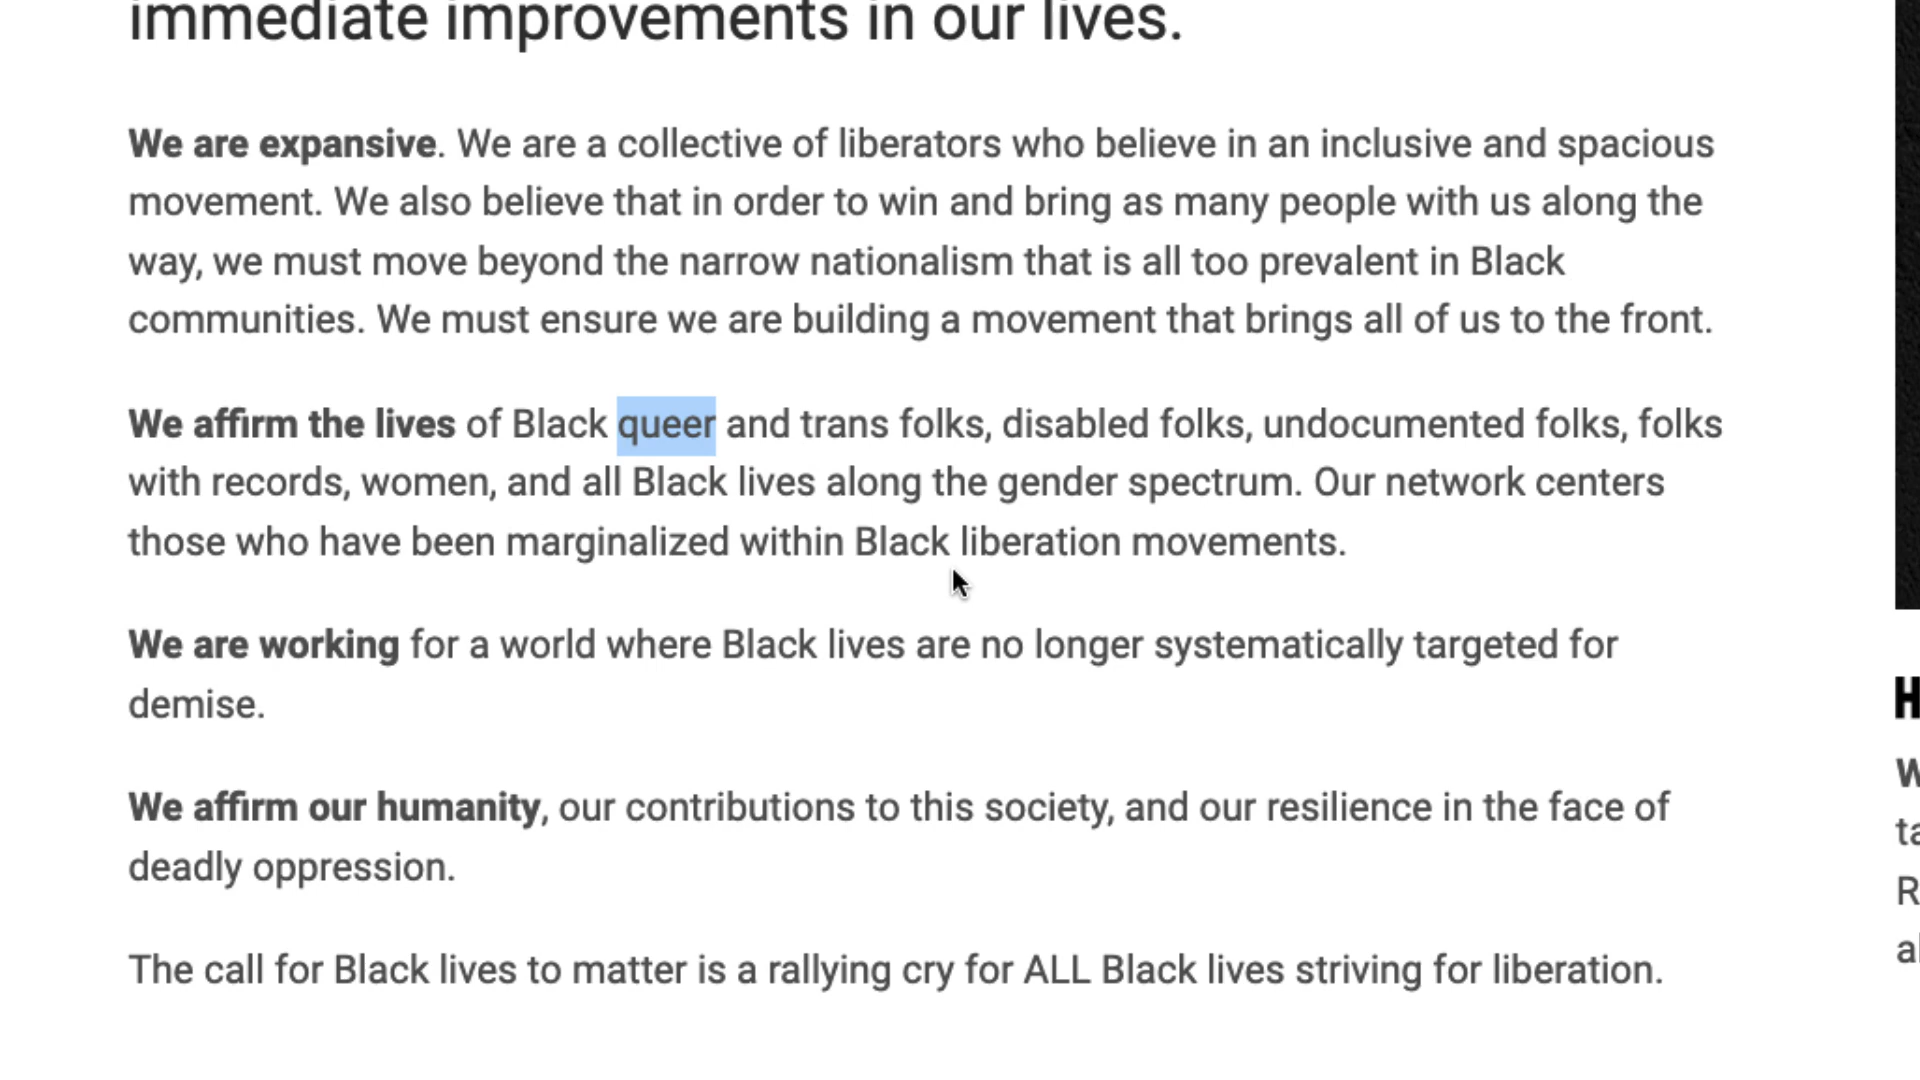 immediate improvements in our lives.
We are expansive. We are a collective of liberators who believe in an inclusive and spacious
movement. We also believe that in order to win and bring as many people with us along the
way, we must move beyond the narrow nationalism that is all too prevalent in Black
communities. We must ensure we are building a movement that brings all of us to the front.
We affirm the lives of Black queer and trans folks, disabled folks, undocumented folks, folks
with records, women, and all Black lives along the gender spectrum. Our network centers
those who have been marginalized within Black liberation movements.
We are working for a world where Black lives are no longer systematically targeted for
demise.
We affirm our humanity, our contributions to this society, and our resilience in the face of
deadly oppression.
The call for Black lives to matter is a rallying cry for ALL Black lives striving for liberation.